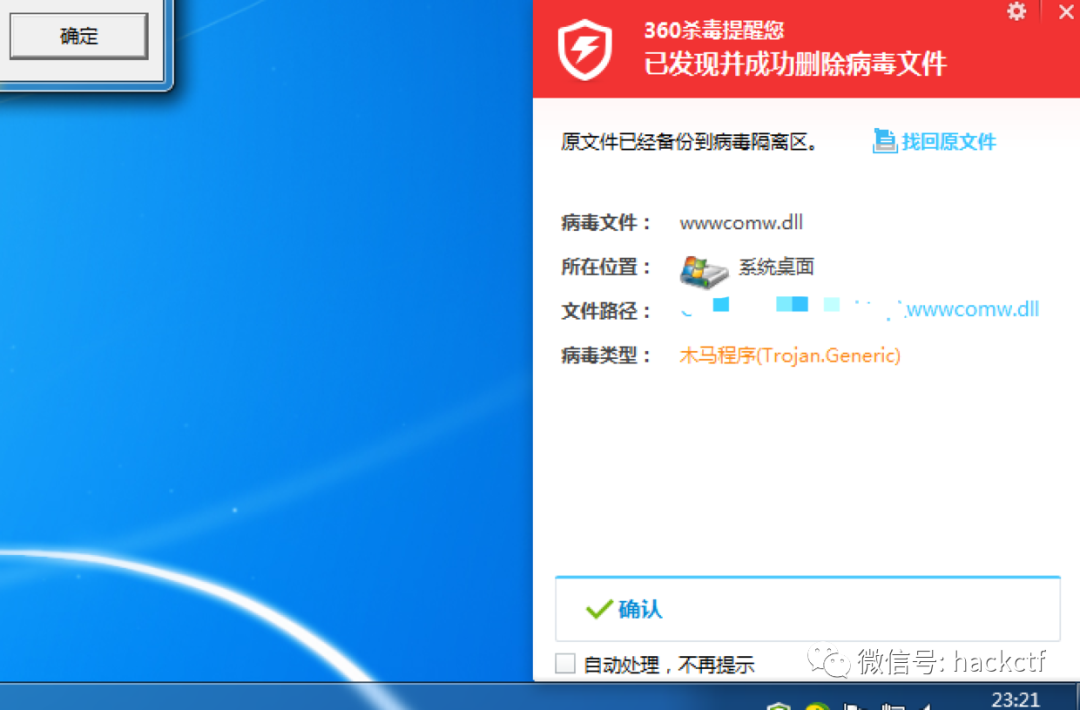 确定
360杀毒提醒您
已发现并成功删除病毒文件
原文件已经备份到病毒隔离区。 找回原文件
病毒文件： wwwcomw.dll
所在位置： 系统桌面
文件路径： wwwcomw.dll
病毒类型： 木马程序(Trojan.Generic)
确认
自动处理，不再提示
微信号: hackctf
23:21